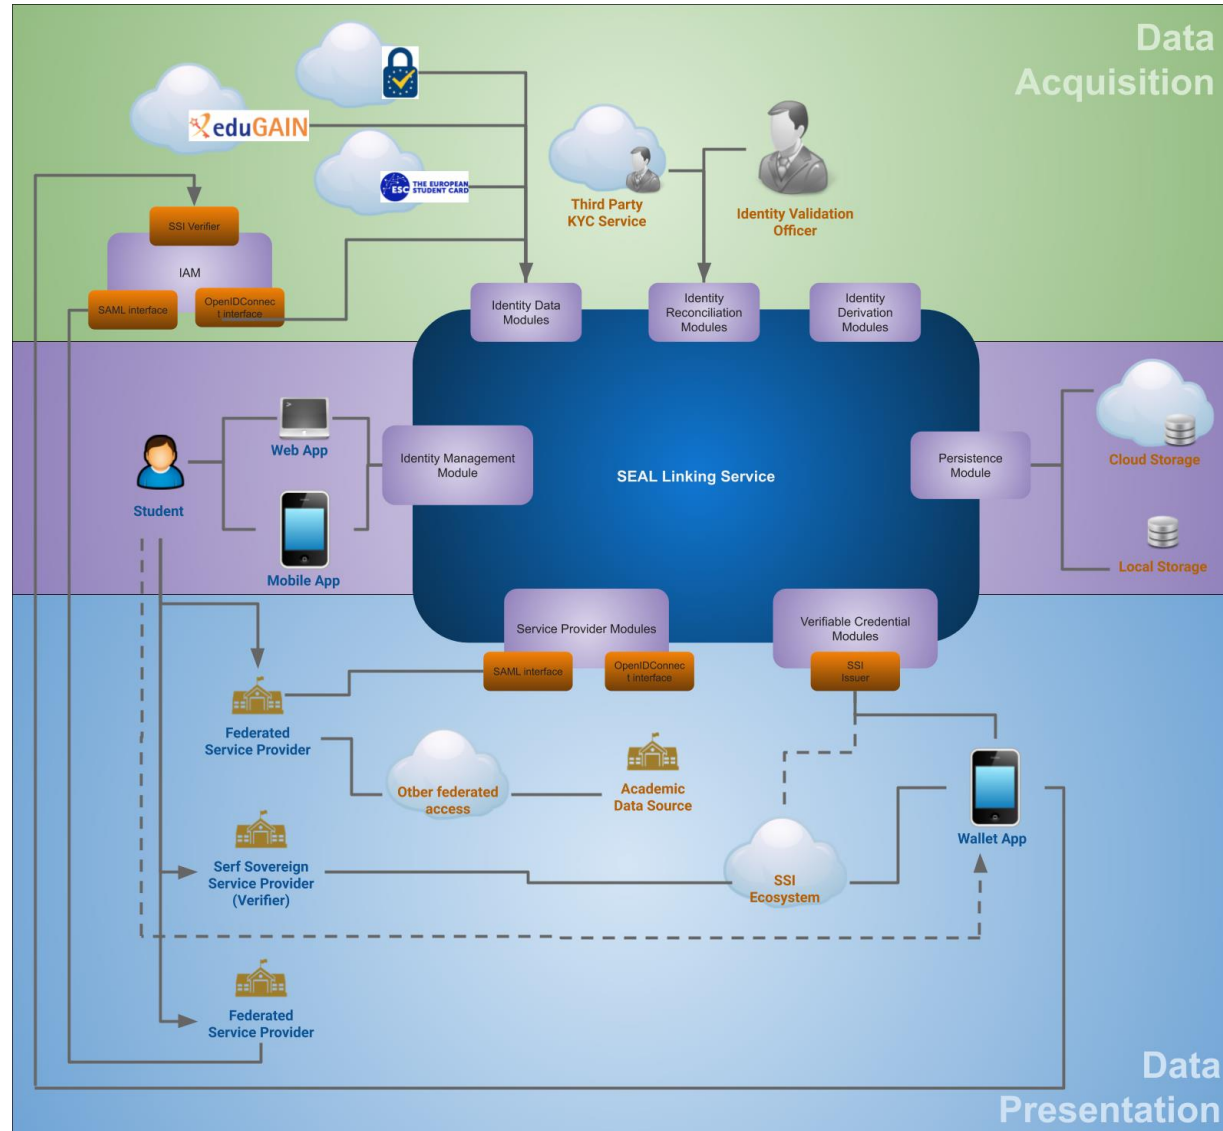 Data
Acquisition
eduGAIN
ESC
THE EUROPEAN
STUDENT CARD
Third Party
KYC Service
Identity Validation
Officer
SSI Verifier
IAM
SAML interface
OpenIDConnec
t interface
Identity Data
Modules
Identity
Reconciliation
Modules
Identity
Derivation
Modules
Web App
Student
Mobile App
Identity Management
Module
SEAL Linking Service
Persistence
Module
Cloud Storage
Local Storage
Service Provider Modules
SAML interface
OpenIDConnec
t interface
Verifiable Credential
Modules
SSI
Issuer
Federated
Service Provider
Otber federated
access
Academic
Data Source
Wallet App
Serf Sovereign
Service Provider
(Verifier)
SSI
Ecosystem
Federated
Service Provider
Data
Presentation